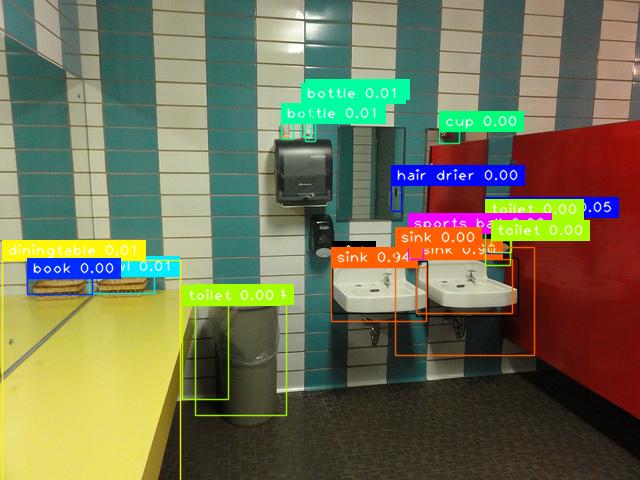 bottle 0.01
bottle 0.01
cup 0.00
hair drier 0.00
toilet 0.00
0.05
sports ba
toilet 0.00
sink 0.00
diningtable 0.01
sink 0.94
sink 0.90
book 0.00
wl 0.01
toilet 0.00